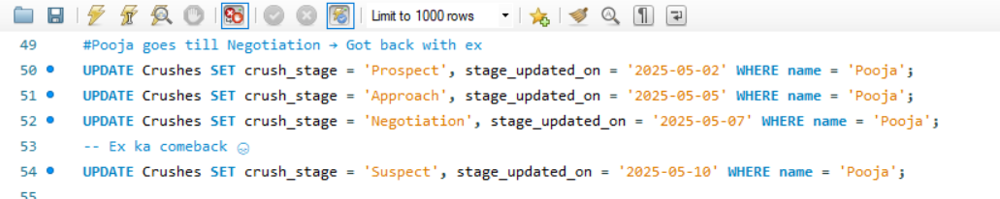 Limit to 1000 rows
49 #Pooja goes till Negotiation → Got back with ex
50 UPDATE Crushes SET crush_stage = 'Prospect', stage_updated_on = '2025-05-02' WHERE name = 'Pooja';
51 UPDATE Crushes SET crush_stage = 'Approach', stage_updated_on = '2025-05-05' WHERE name = 'Pooja';
52 UPDATE Crushes SET crush_stage = 'Negotiation', stage_updated_on = '2025-05-07' WHERE name = 'Pooja';
53 -- Ex ka comeback
54 UPDATE Crushes SET crush_stage = 'Suspect', stage_updated_on = '2025-05-10' WHERE name = 'Pooja';
55